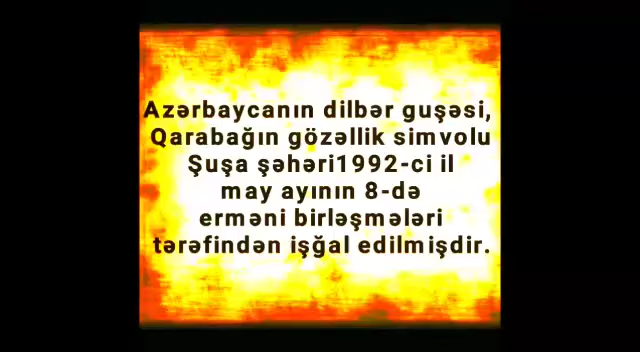 Azərbaycanın dilbər guşəsi,
Qarabağın gözəllik simvolu
Şuşa şəhəri1992-ci il
may ayının 8-də
erməni birləşmələri
tərəfindən işğal edilmişdir.